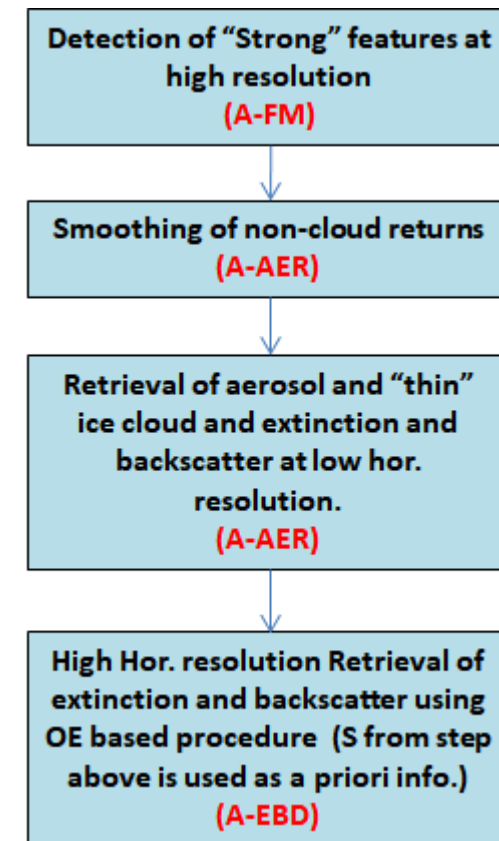 Detection of “Strong” features at
high resolution
(A-FM)
Smoothing of non-cloud returns
(A-AER)
Retrieval of aerosol and “thin”
ice cloud and extinction and
backscatter at low hor.
resolution.
(A-AER)
High Hor. resolution Retrieval of
extinction and backscatter using
OE based procedure (S from step
above is used as a priori info.)
(A-EBD)